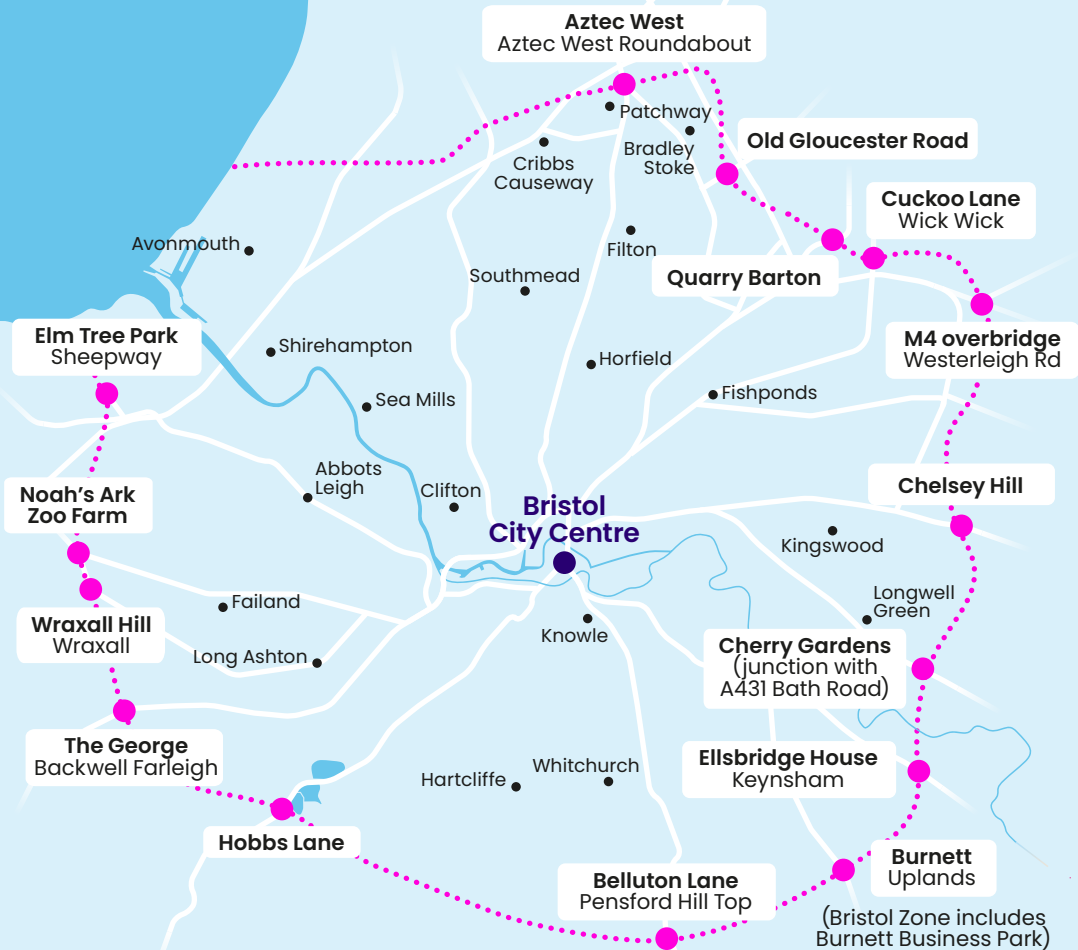 Aztec West
Aztec West Roundabout
Patchway
Bradley
Stoke
Old Gloucester Road
Cribbs
Causeway
Cuckoo Lane
Wick Wick
Avonmouth
Filton
Southmead
Quarry Barton
Elm Tree Park
Sheepway
Shirehampton
Horfield
M4 overbridge
Westerleigh Rd
Sea Mills
Fishponds
Abbots
Leigh
Clifton
Noah's Ark
Zoo Farm
Chelsey Hill
Bristol
City Centre
Kingswood
Failand
Longwell
Green
Wraxall Hill
Wraxall
Knowle
Long Ashton
Cherry Gardens
(junction with
A431 Bath Road)
The George
Backwell Farleigh
Ellsbridge House
Keynsham
Hartcliffe
Whitchurch
Hobbs Lane
Burnett
Uplands
Belluton Lane
Pensford Hill Top
(Bristol Zone includes
Burnett Business Park)